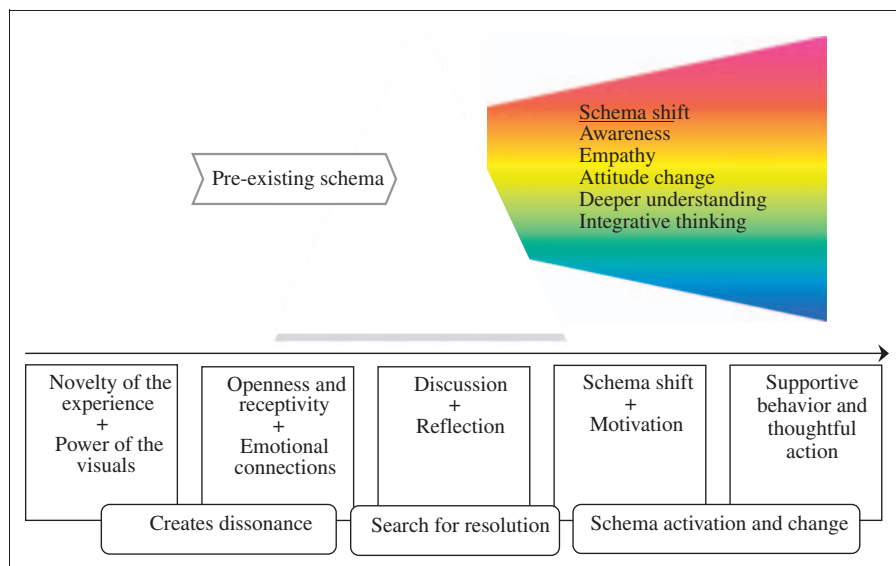 Pre-existing schema
Schema shift
Awareness
Empathy
Attitude change
Deeper understanding
Integrative thinking
Novelty of the
experience
+
Power of the
visuals
Openness and
receptivity
+
Emotional
connections
Discussion
+
Reflection
Schema shift
+
Motivation
Supportive
behavior and
thoughtful
action
Creates dissonance
Search for resolution
Schema activation and change